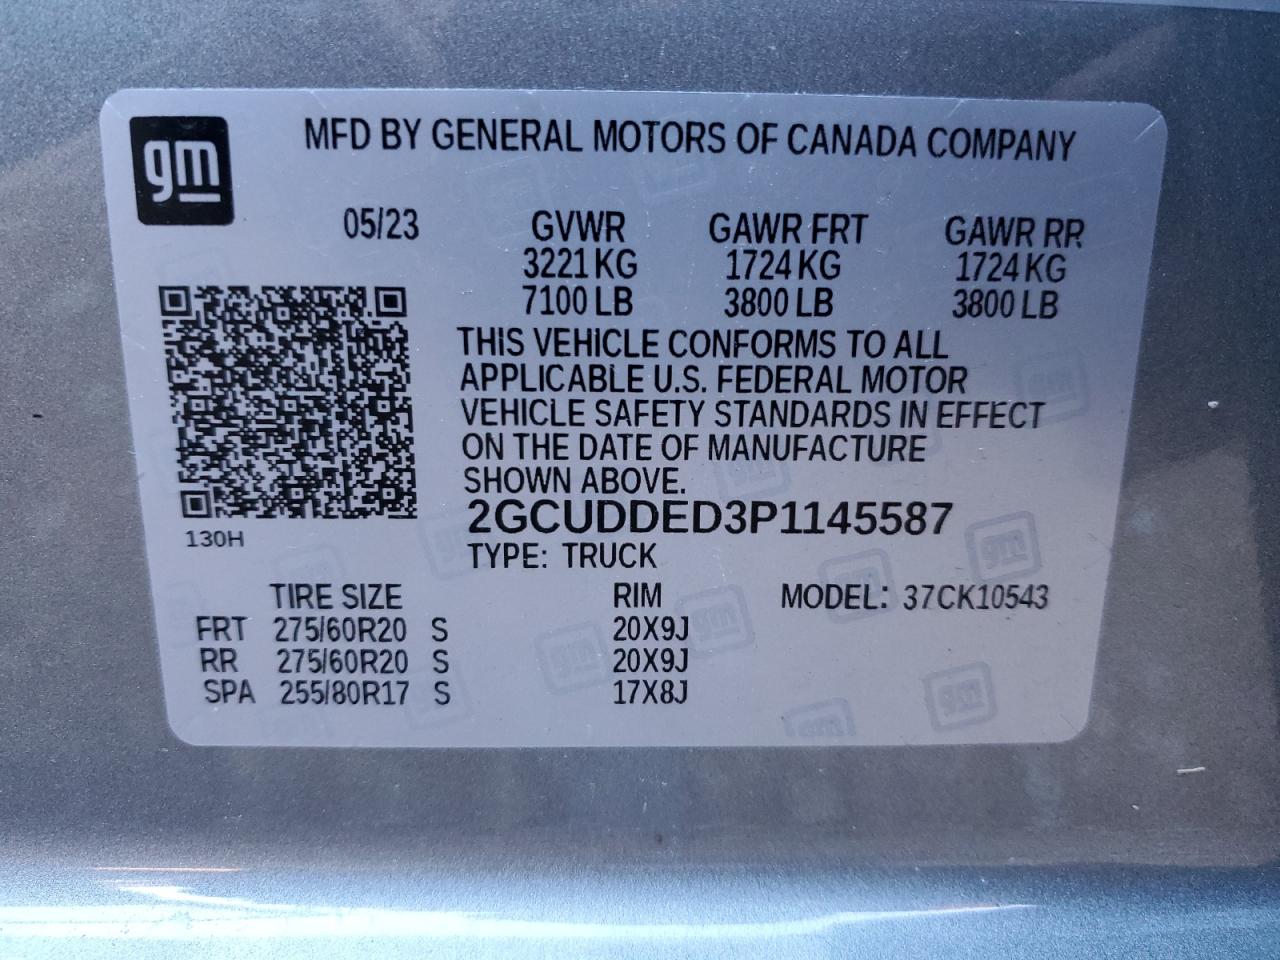 gm
MFD BY GENERAL MOTORS OF CANADA COMPANY
05/23 GVWR GAWR FRT GAWR RR
3221 KG 1724 KG 1724 KG
7100 LB 3800 LB 3800 LB
THIS VEHICLE CONFORMS TO ALL
APPLICABLE U.S. FEDERAL MOTOR
VEHICLE SAFETY STANDARDS IN EFFECT
ON THE DATE OF MANUFACTURE
SHOWN ABOVE.
2GCUDDED3P1145587
130H
TYPE: TRUCK
TIRE SIZE RIM MODEL: 37CK10543
FRT 275/60R20 S 20X9J
RR 275/60R20 S 20X9J
SPA 255/80R17 S 17X8J